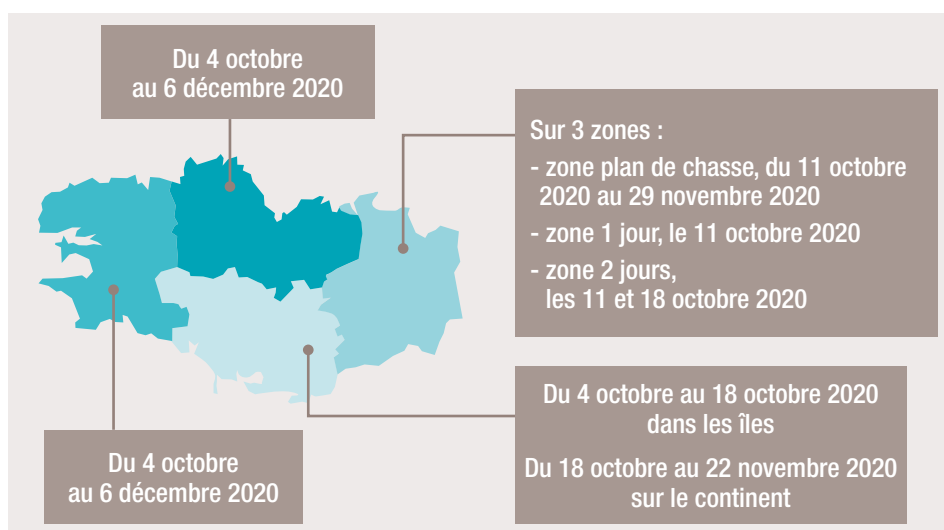 Du 4 octobre
au 6 décembre 2020
Sur 3 zones :
- zone plan de chasse, du 11 octobre
2020 au 29 novembre 2020
- zone 1 jour, le 11 octobre 2020
- zone 2 jours,
les 11 et 18 octobre 2020
Du 4 octobre au 18 octobre 2020
dans les îles
Du 18 octobre au 22 novembre 2020
sur le continent
Du 4 octobre
au 6 décembre 2020